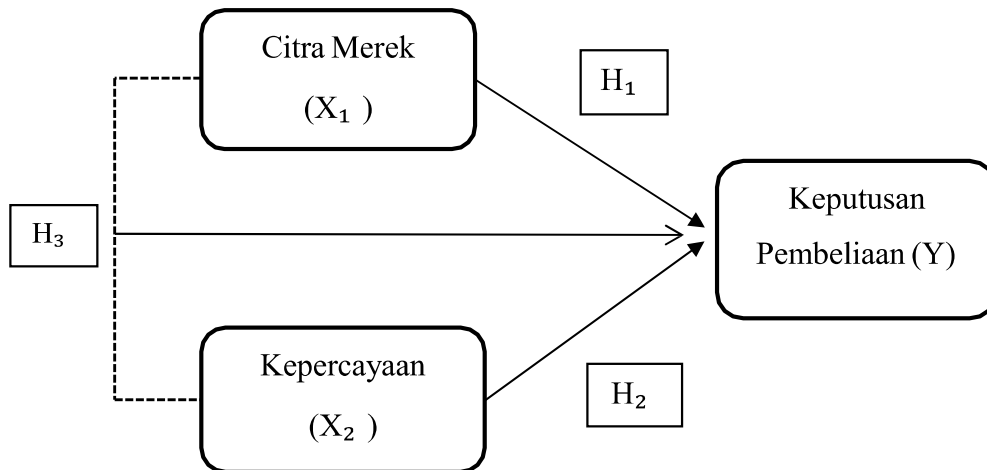 Citra Merek
(X₁ )
H₁
Keputusan
Pembeliaan (Y)
H₃
Kepercayaan
(X₂ )
H₂